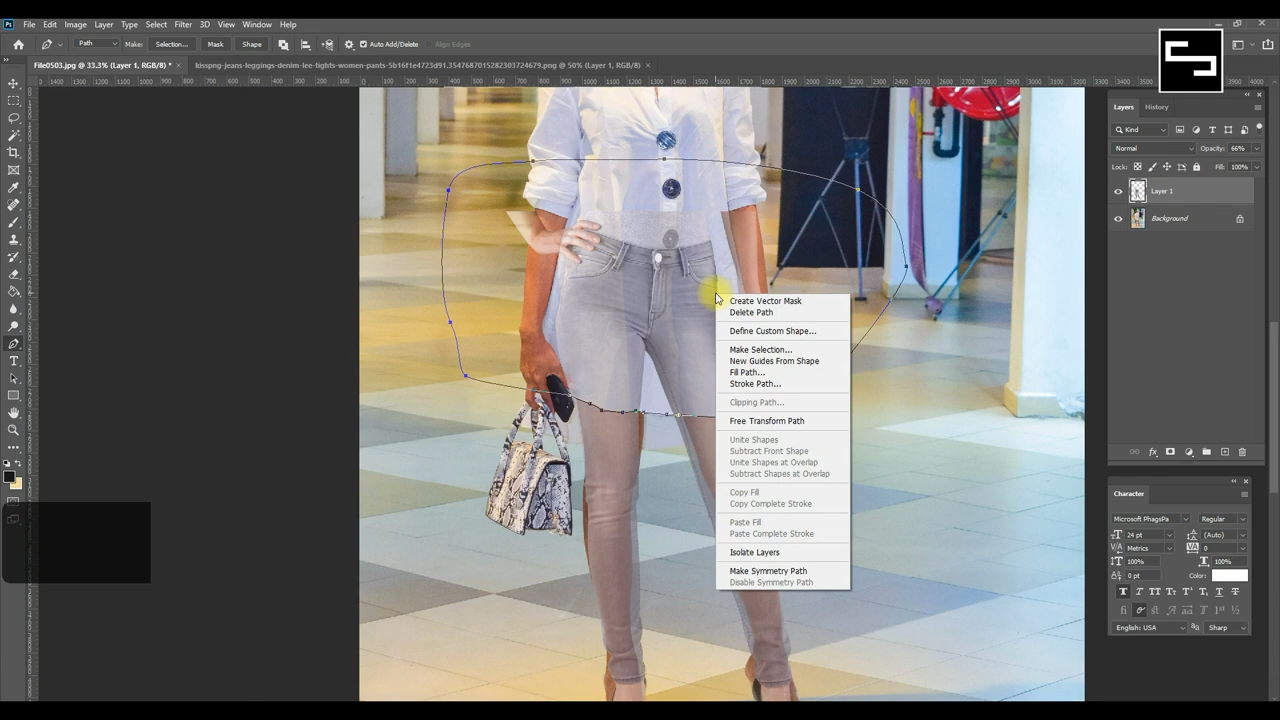 Ps File Edit Image Layer Type Select Filter 3D View Window Help
Path Make: Selection... Mask Shape Auto Add/Delete Align Edges
File0503.jpg @ 33.3% (Layer 1, RGB/8) * × kisspng-jeans-leggings-denim-lee-tights-women-pants-5b16f1e4723d91.3547687015282303724679.png @ 50% (Layer 1, RGB/8) ×
Layers History
Kind
Normal Opacity: 66%
Lock: Fill: 100%
Layer 1
Background
Create Vector Mask
Delete Path
Define Custom Shape...
Make Selection...
New Guides From Shape
Fill Path...
Stroke Path...
Clipping Path...
Free Transform Path
Unite Shapes
Subtract Front Shape
Unite Shapes at Overlap
Subtract Shapes at Overlap
Copy Fill
Copy Complete Stroke
Paste Fill
Paste Complete Stroke
Isolate Layers
Make Symmetry Path
Disable Symmetry Path
Character
Microsoft PhagsPa Regular
24 pt (Auto)
Metrics 0
100% 100%
0 pt Color:
English: USA Sharp